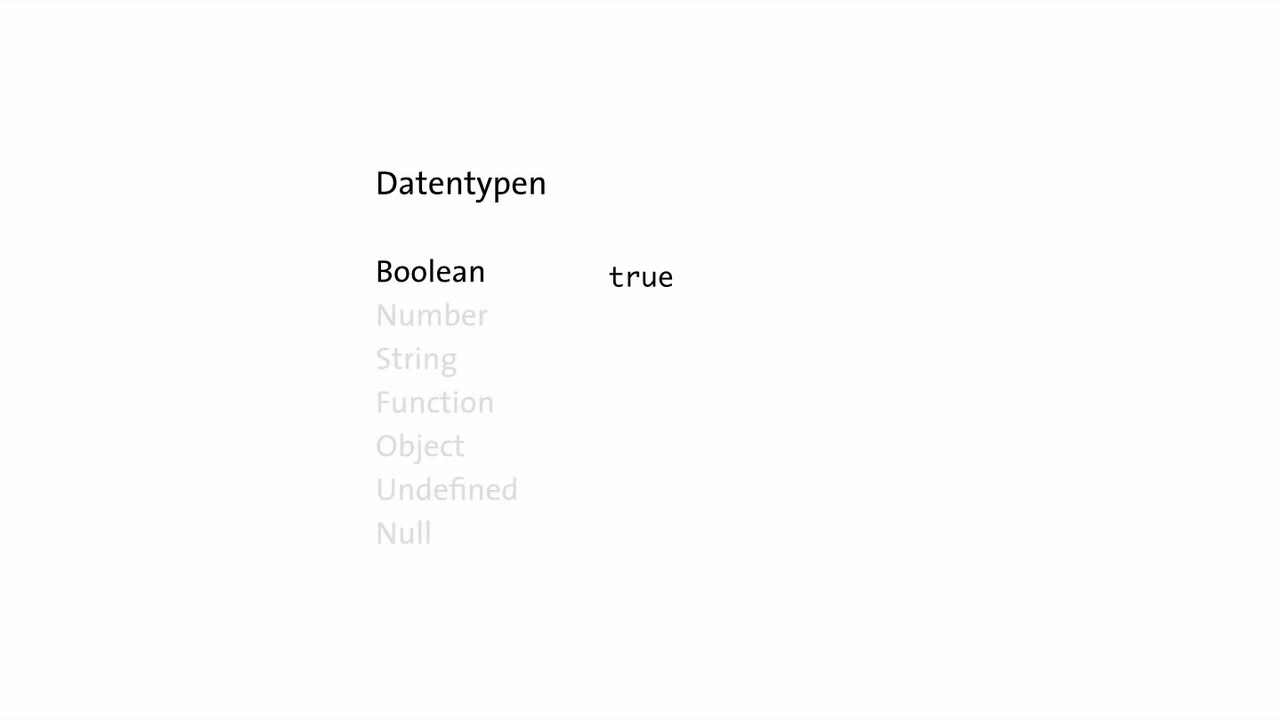 Datentypen
Boolean true
Number
String
Function
Object
Undefined
Null